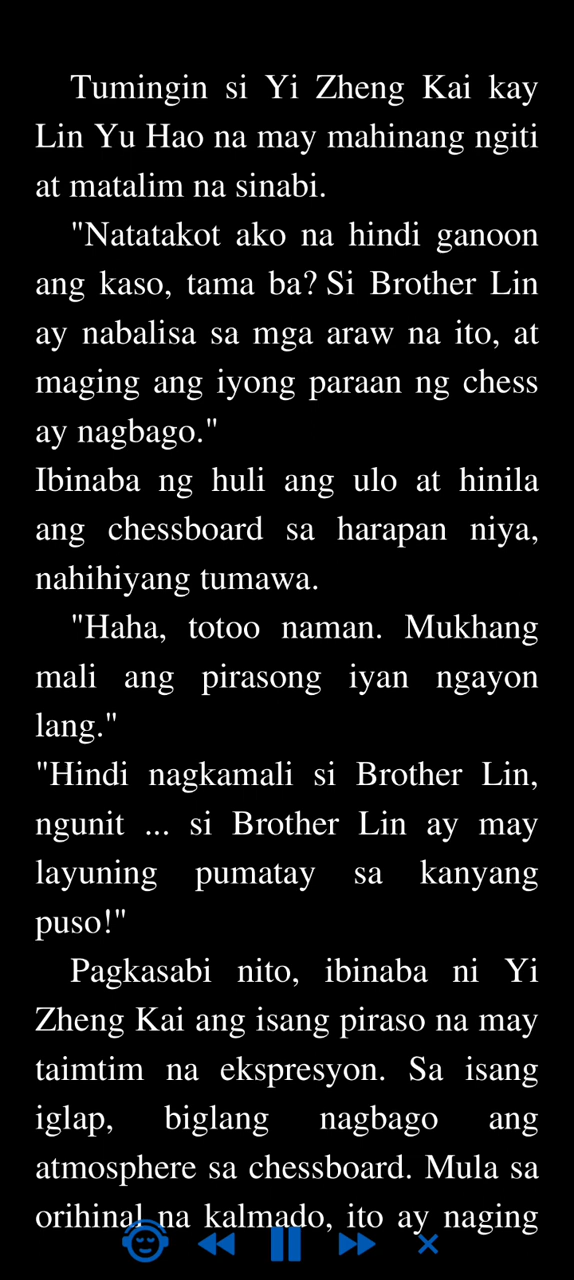 Tumingin si Yi Zheng Kai kay
Lin Yu Hao na may mahinang ngiti
at matalim na sinabi.
"Natatakot ako na hindi ganoon
ang kaso, tama ba? Si Brother Lin
ay nabalisa sa mga araw na ito, at
maging ang iyong paraan ng chess
ay nagbago."
Ibinaba ng huli ang ulo at hinila
ang chessboard sa harapan niya,
nahihiyang tumawa.
"Haha, totoo naman. Mukhang
mali ang pirasong iyan ngayon
lang."
"Hindi nagkamali si Brother Lin,
ngunit ... si Brother Lin ay may
layuning pumatay sa kanyang
puso!"
Pagkasabi nito, ibinaba ni Yi
Zheng Kai ang isang piraso na may
taimtim na ekspresyon. Sa isang
iglap, biglang nagbago ang
atmosphere sa chessboard. Mula sa
orihinal na kalmado, ito ay naging